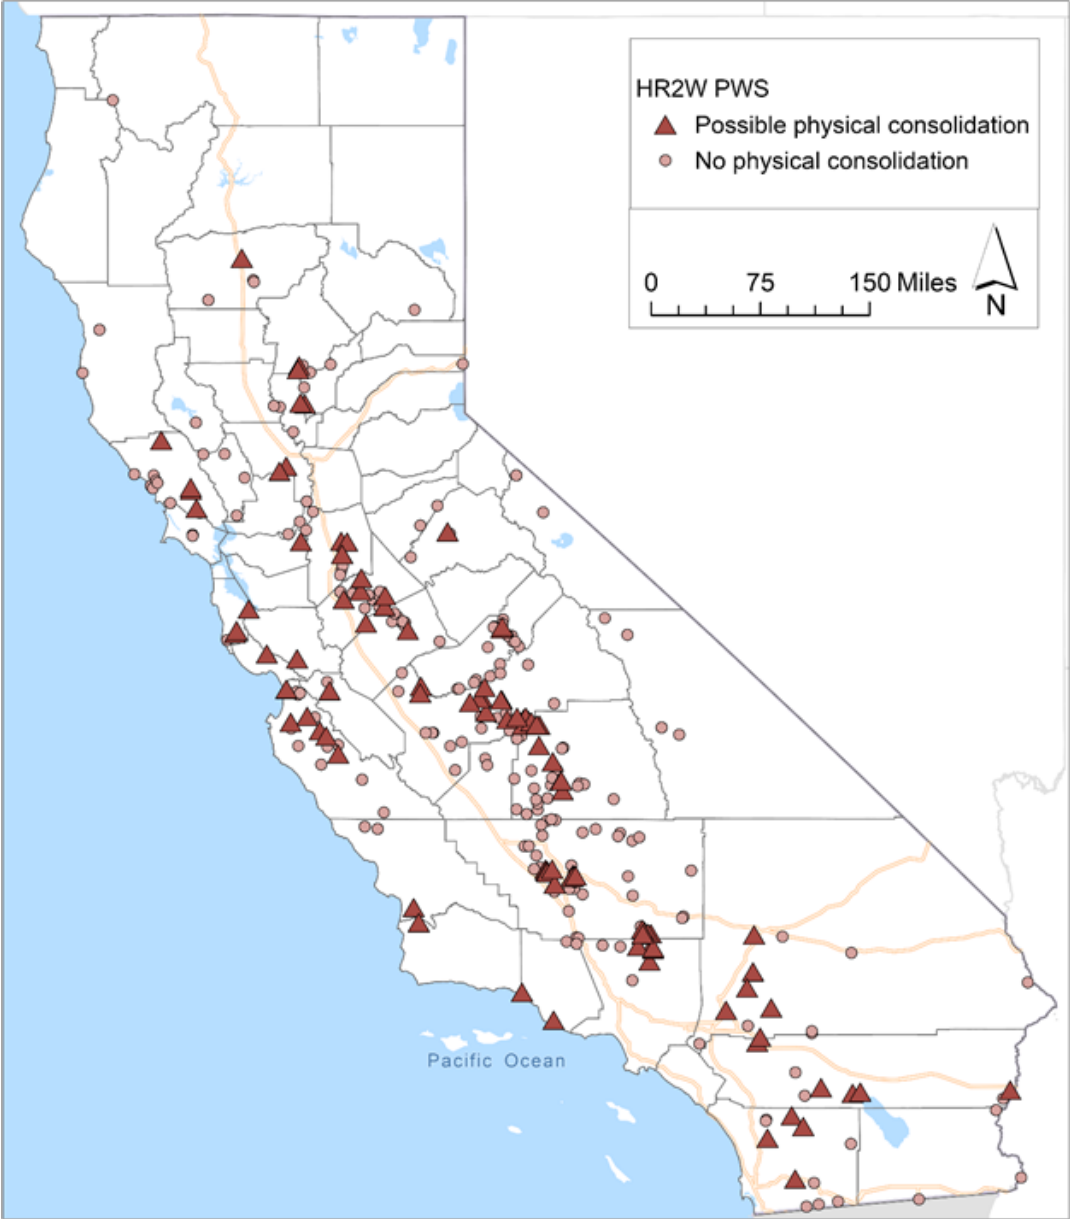 HR2W PWS
Possible physical consolidation
No physical consolidation
0 75 150 Miles
N
Pacific Ocean